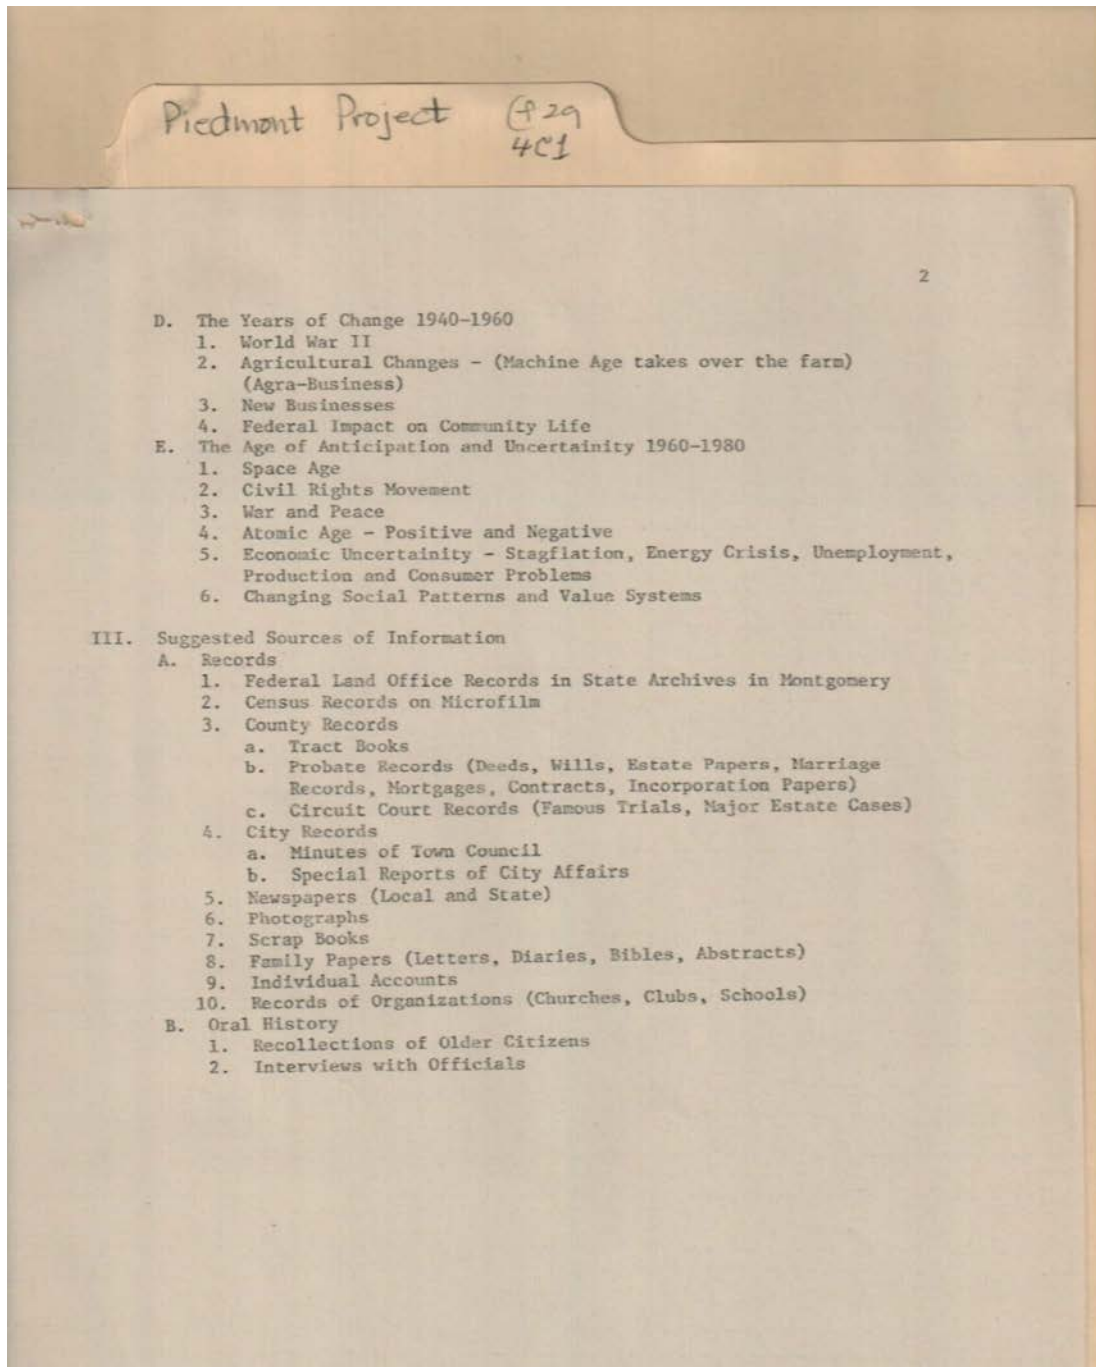 Piedmont Project f29
4C1
2
D. The Years of Change 1940-1960
1. World War II
2. Agricultural Changes - (Machine Age takes over the farm)
(Agra-Business)
3. New Businesses
4. Federal Impact on Community Life
E. The Age of Anticipation and Uncertainity 1960-1980
1. Space Age
2. Civil Rights Movement
3. War and Peace
4. Atomic Age - Positive and Negative
5. Economic Uncertainity - Stagflation, Energy Crisis, Unemployment,
Production and Consumer Problems
6. Changing Social Patterns and Value Systems
III. Suggested Sources of Information
A. Records
1. Federal Land Office Records in State Archives in Montgomery
2. Census Records on Microfilm
3. County Records
a. Tract Books
b. Probate Records (Deeds, Wills, Estate Papers, Marriage
Records, Mortgages, Contracts, Incorporation Papers)
c. Circuit Court Records (Famous Trials, Major Estate Cases)
4. City Records
a. Minutes of Town Council
b. Special Reports of City Affairs
5. Newspapers (Local and State)
6. Photographs
7. Scrap Books
8. Family Papers (Letters, Diaries, Bibles, Abstracts)
9. Individual Accounts
10. Records of Organizations (Churches, Clubs, Schools)
B. Oral History
1. Recollections of Older Citizens
2. Interviews with Officials